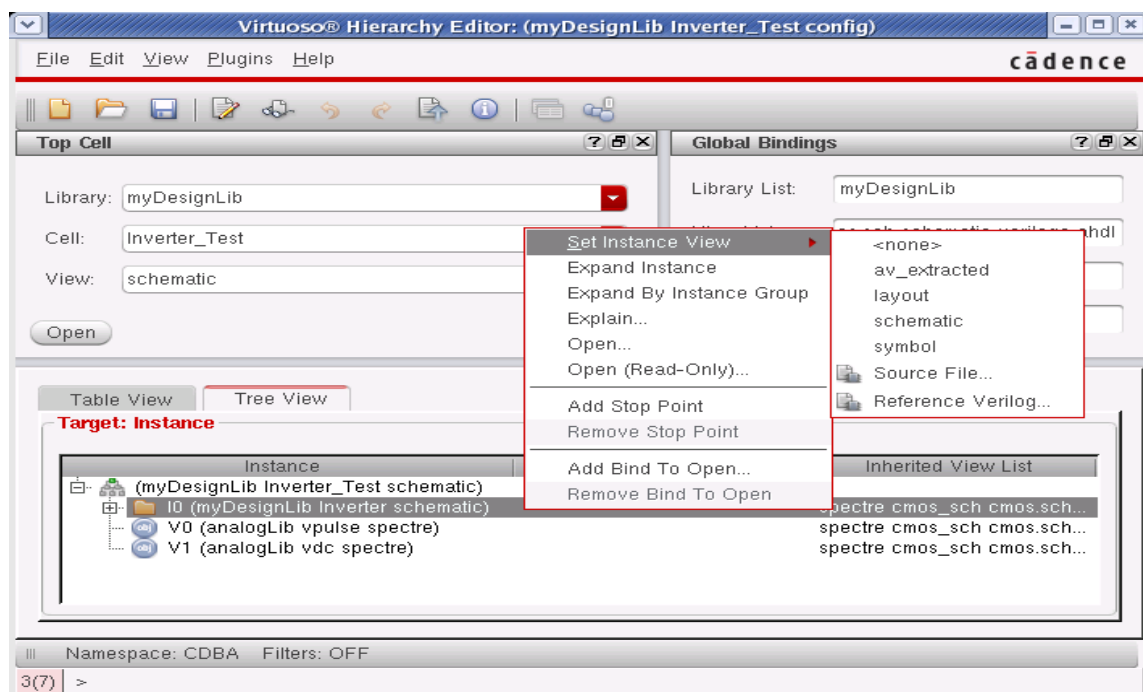 Virtuoso® Hierarchy Editor: (myDesignLib Inverter_Test config)
File Edit View Plugins Help
cādence
Top Cell
Library: myDesignLib
Cell: Inverter_Test
View: schematic
Open
Global Bindings
Library List: myDesignLib
ahdl
Set Instance View
Expand Instance
Expand By Instance Group
Explain...
Open...
Open (Read-Only)...
Add Stop Point
Remove Stop Point
Add Bind To Open...
Remove Bind To Open
<none>
av_extracted
layout
schematic
symbol
Source File...
Reference Verilog...
Table View Tree View
Target: Instance
Instance Inherited View List
(myDesignLib Inverter_Test schematic)
I0 (myDesignLib Inverter schematic) spectre cmos_sch cmos.sch...
V0 (analogLib vpulse spectre) spectre cmos_sch cmos.sch...
V1 (analogLib vdc spectre) spectre cmos_sch cmos.sch...
Namespace: CDBA Filters: OFF
3(7) >